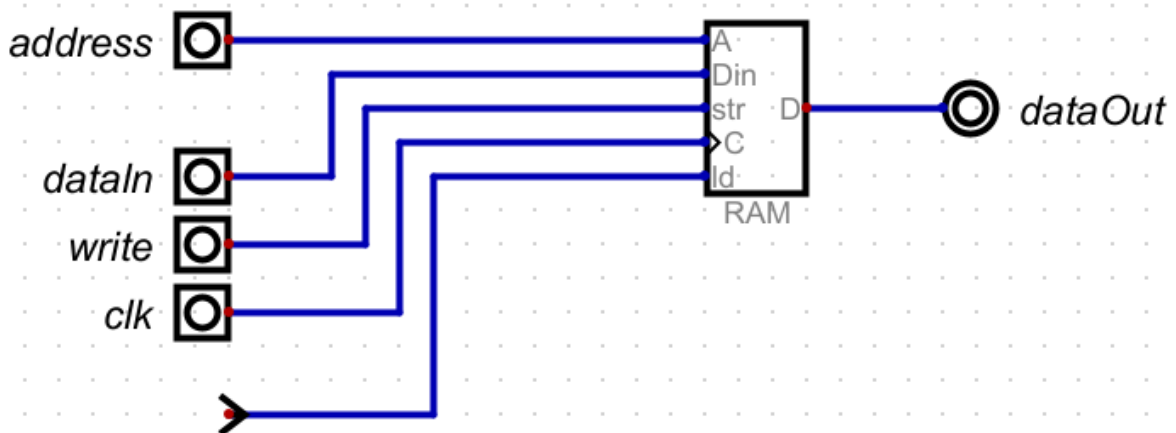 address
A
Din
str
D
dataOut
C
dataIn
ld
RAM
write
clk